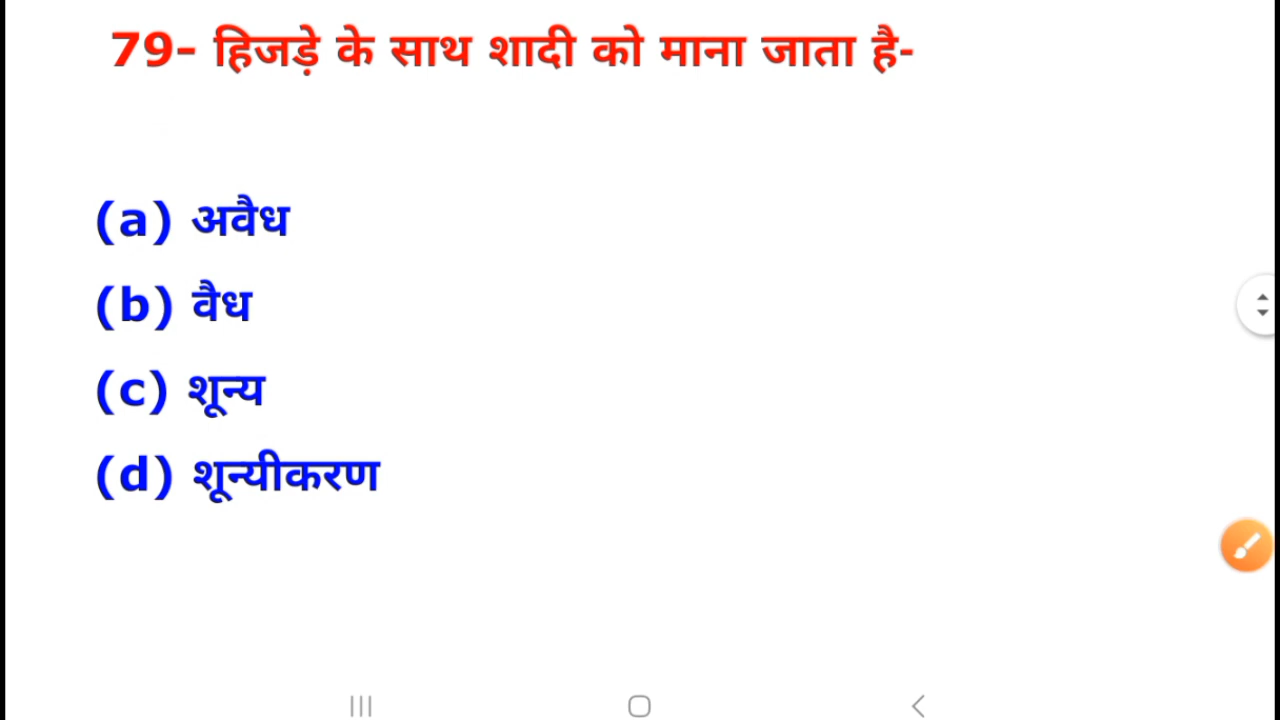 79- हिजड़े के साथ शादी को माना जाता है-
(a) अवैध
(b) वैध
(c) शून्य
(d) शून्यीकरण